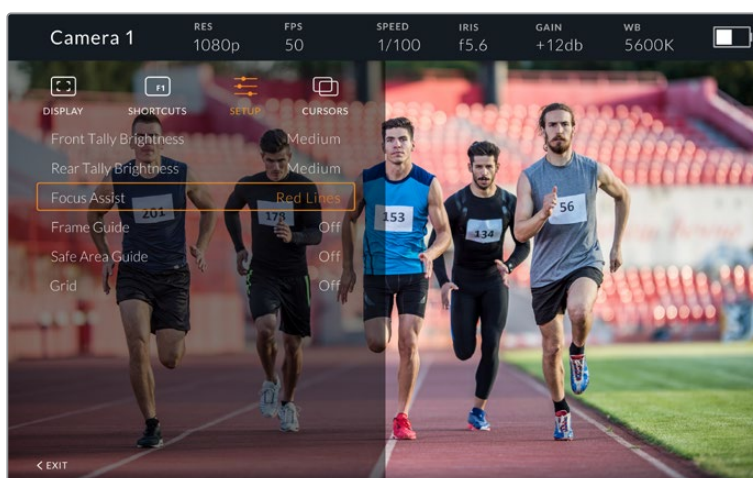 Camera 1
RES
1080p
FPS
50
SPEED
1/100
IRIS
f5.6
GAIN
+12db
WB
5600K
F1
DISPLAY
SHORTCUTS
SETUP
CURSORS
Front Tally Brightness Medium
Rear Tally Brightness Medium
Focus Assist Red Lines
Frame Guide Off
Safe Area Guide Off
Grid Off
201
178
153
134
56
< EXIT